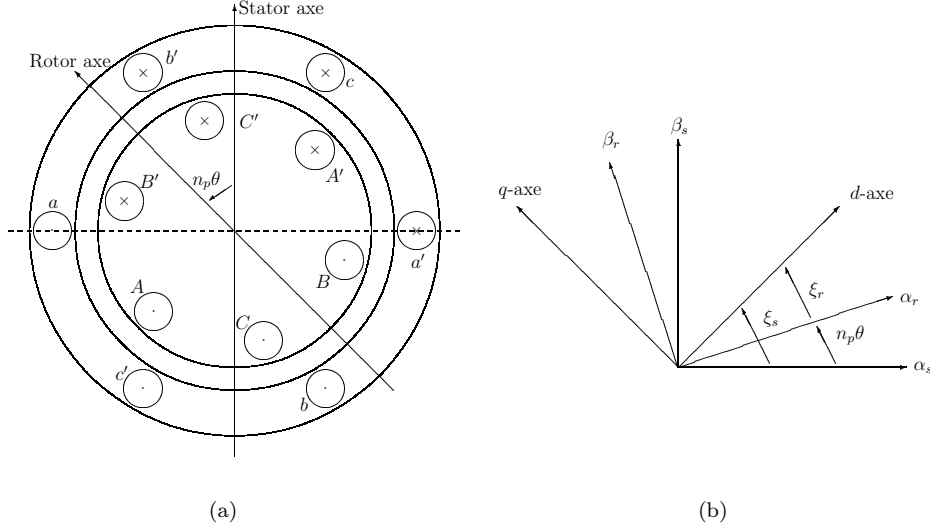 Stator axe
Rotor axe
b′
c
C′
A′
n_pθ
B′
a
a′
B
A
C
c′
b
(a)
β_s
β_r
q-axe
d-axe
ξ_r
α_r
ξ_s
n_pθ
α_s
(b)